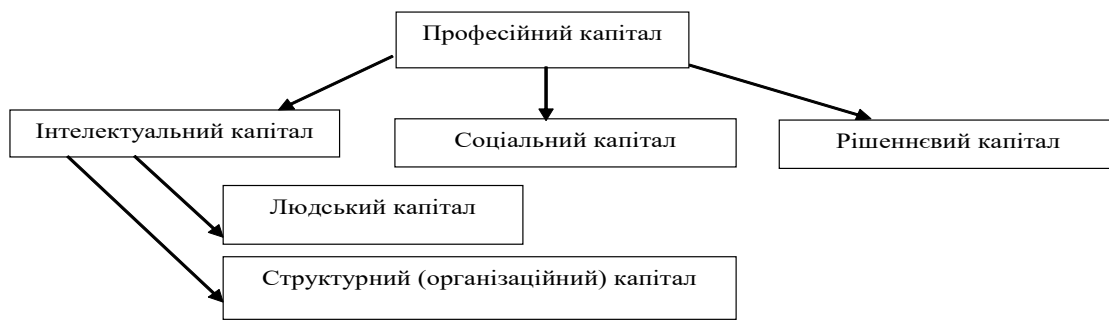 Професійний капітал
Інтелектуальний капітал
Соціальний капітал
Рішеннєвий капітал
Людський капітал
Структурний (організаційний) капітал